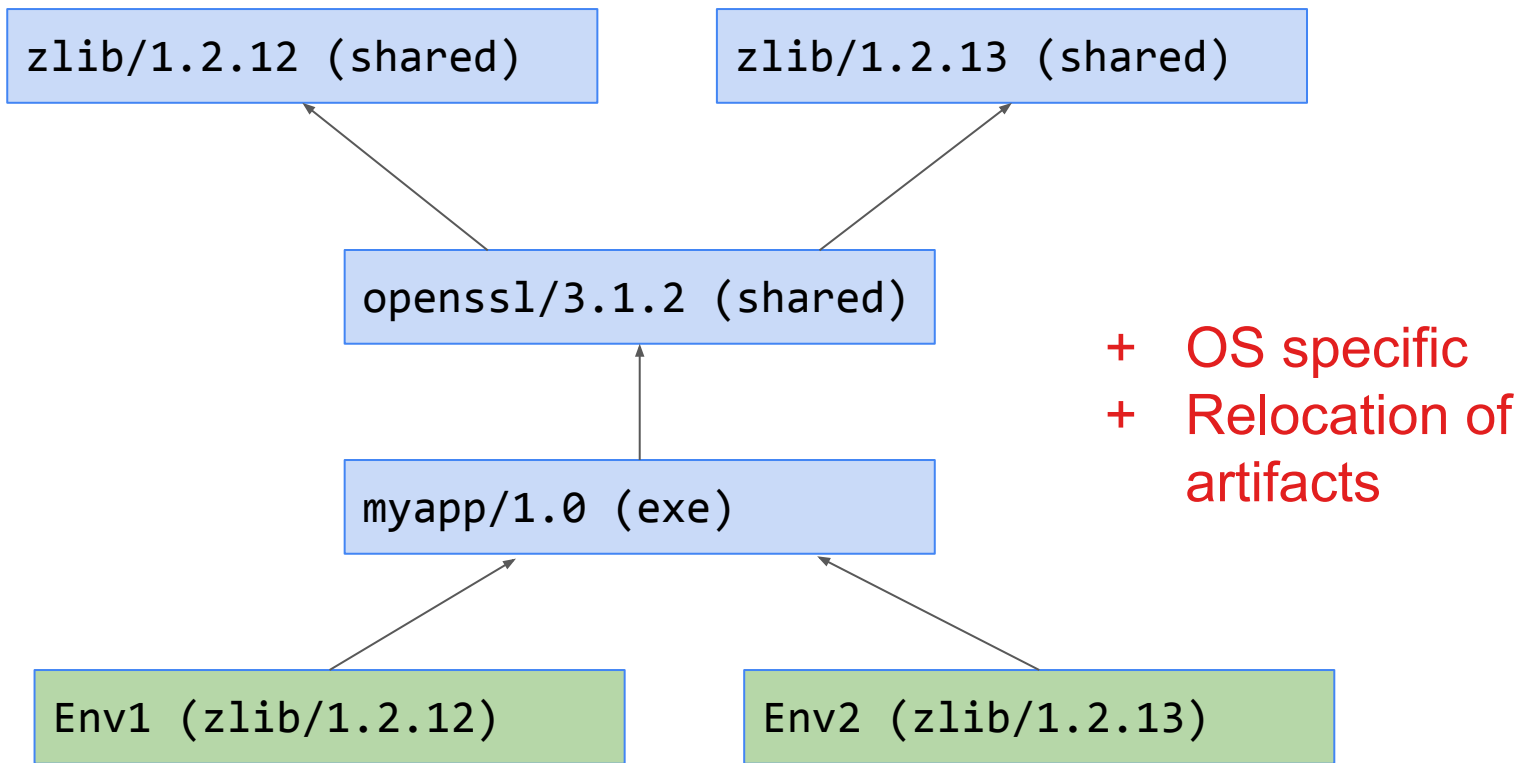 zlib/1.2.12 (shared)
zlib/1.2.13 (shared)
openssl/3.1.2 (shared)
+ OS specific
+ Relocation of
artifacts
myapp/1.0 (exe)
Env1 (zlib/1.2.12)
Env2 (zlib/1.2.13)